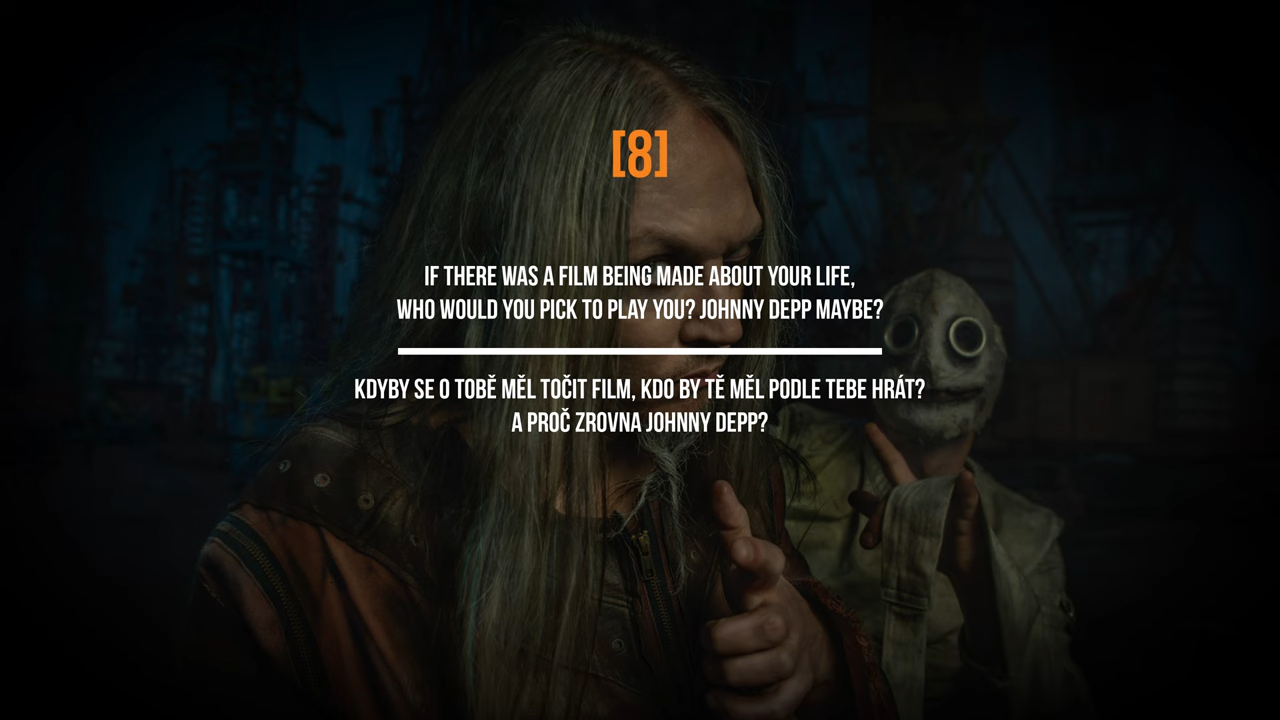 [8]
IF THERE WAS A FILM BEING MADE ABOUT YOUR LIFE,
WHO WOULD YOU PICK TO PLAY YOU? JOHNNY DEPP MAYBE?
KDYBY SE O TOBĚ MĚL TOČIT FILM, KDO BY TĚ MĚL PODLE TEBE HRÁT?
A PROČ ZROVNA JOHNNY DEPP?